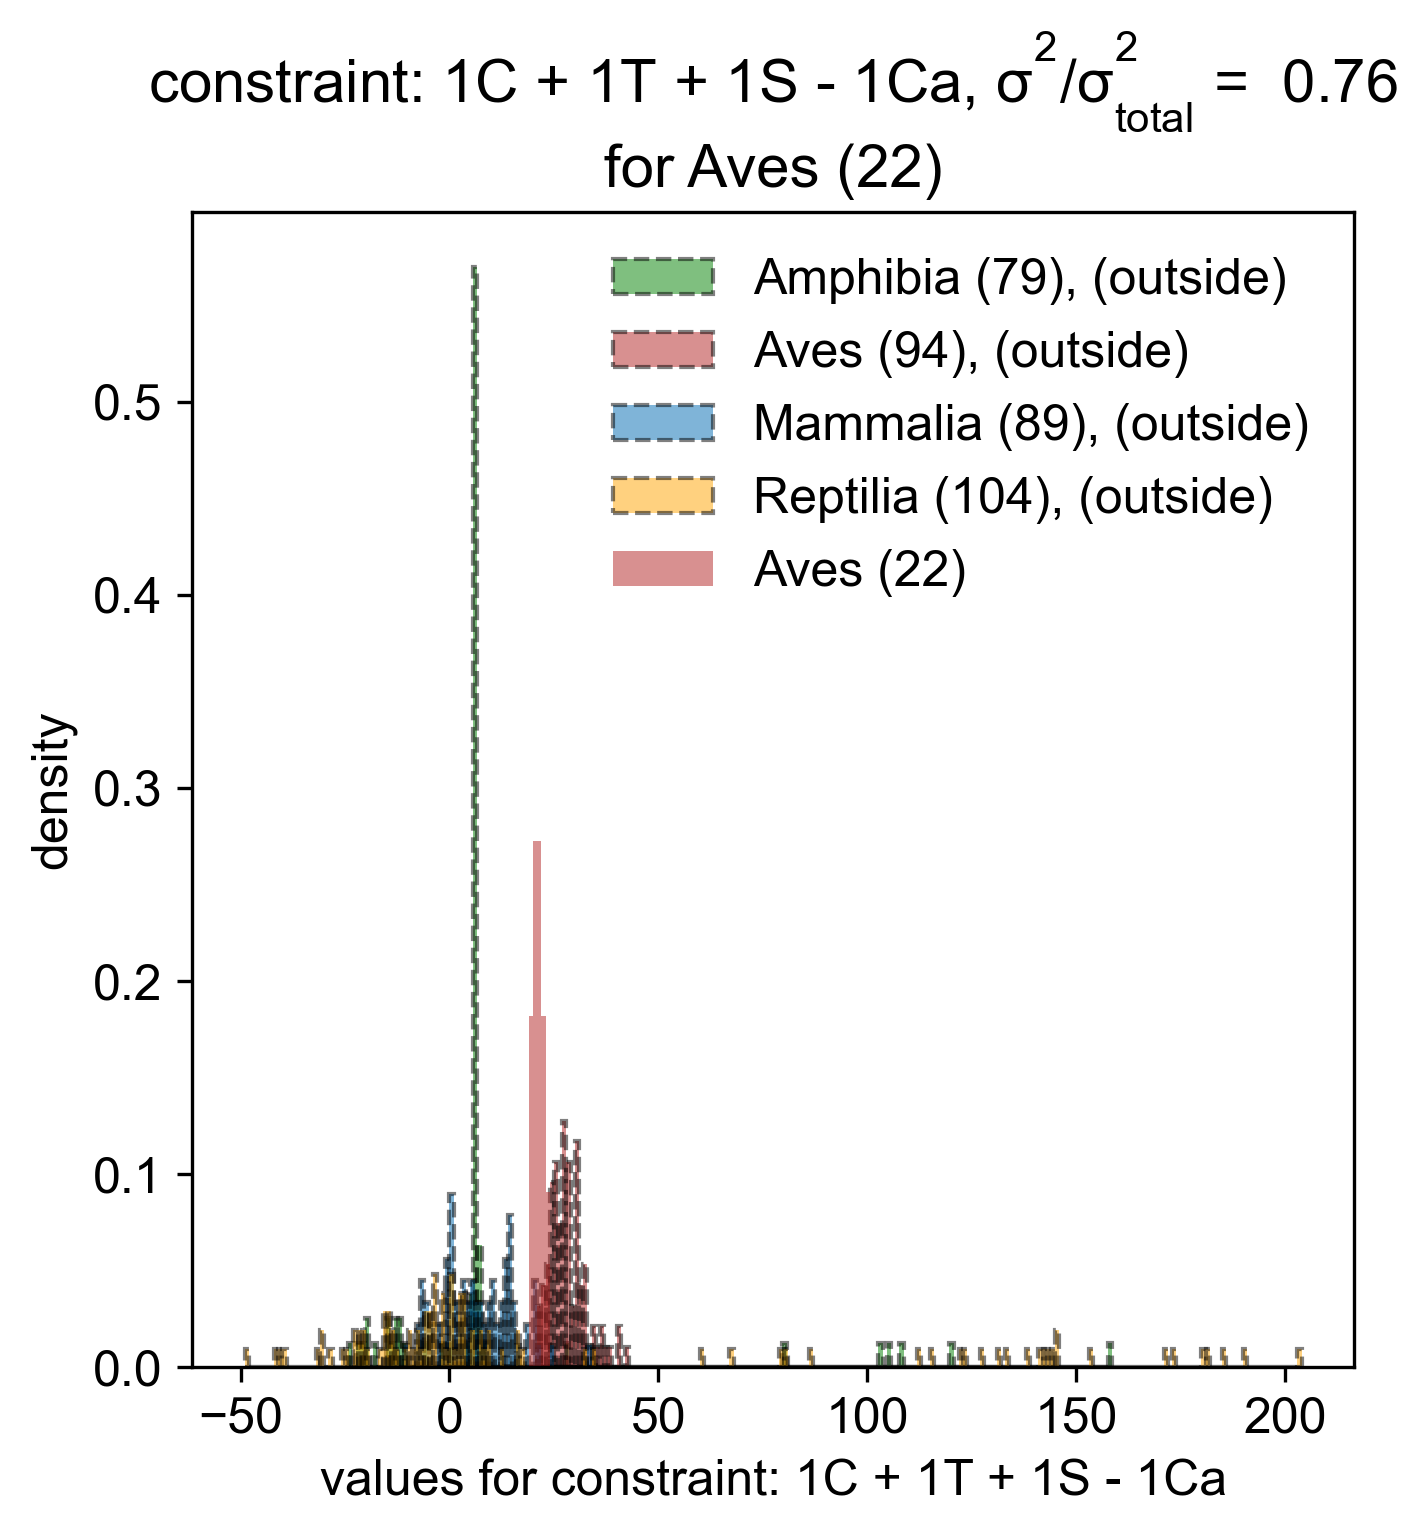 constraint: 1C + 1T + 1S - 1Ca, σ²/σ²total = 0.76
for Aves (22)
Amphibia (79), (outside)
Aves (94), (outside)
Mammalia (89), (outside)
Reptilia (104), (outside)
Aves (22)
density
0.5
0.4
0.3
0.2
0.1
0.0
−50 0 50 100 150 200
values for constraint: 1C + 1T + 1S - 1Ca